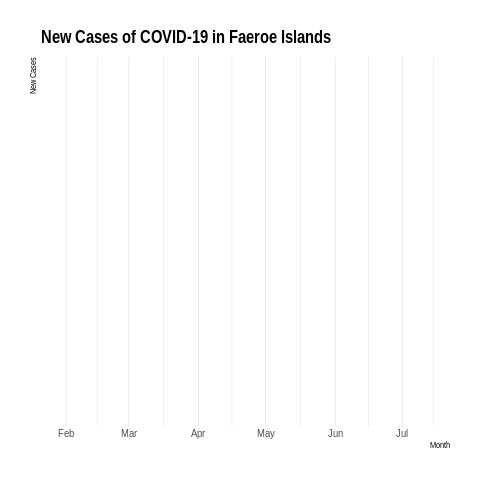 New Cases of COVID-19 in Faeroe Islands
New Cases
Feb Mar Apr May Jun Jul
Month